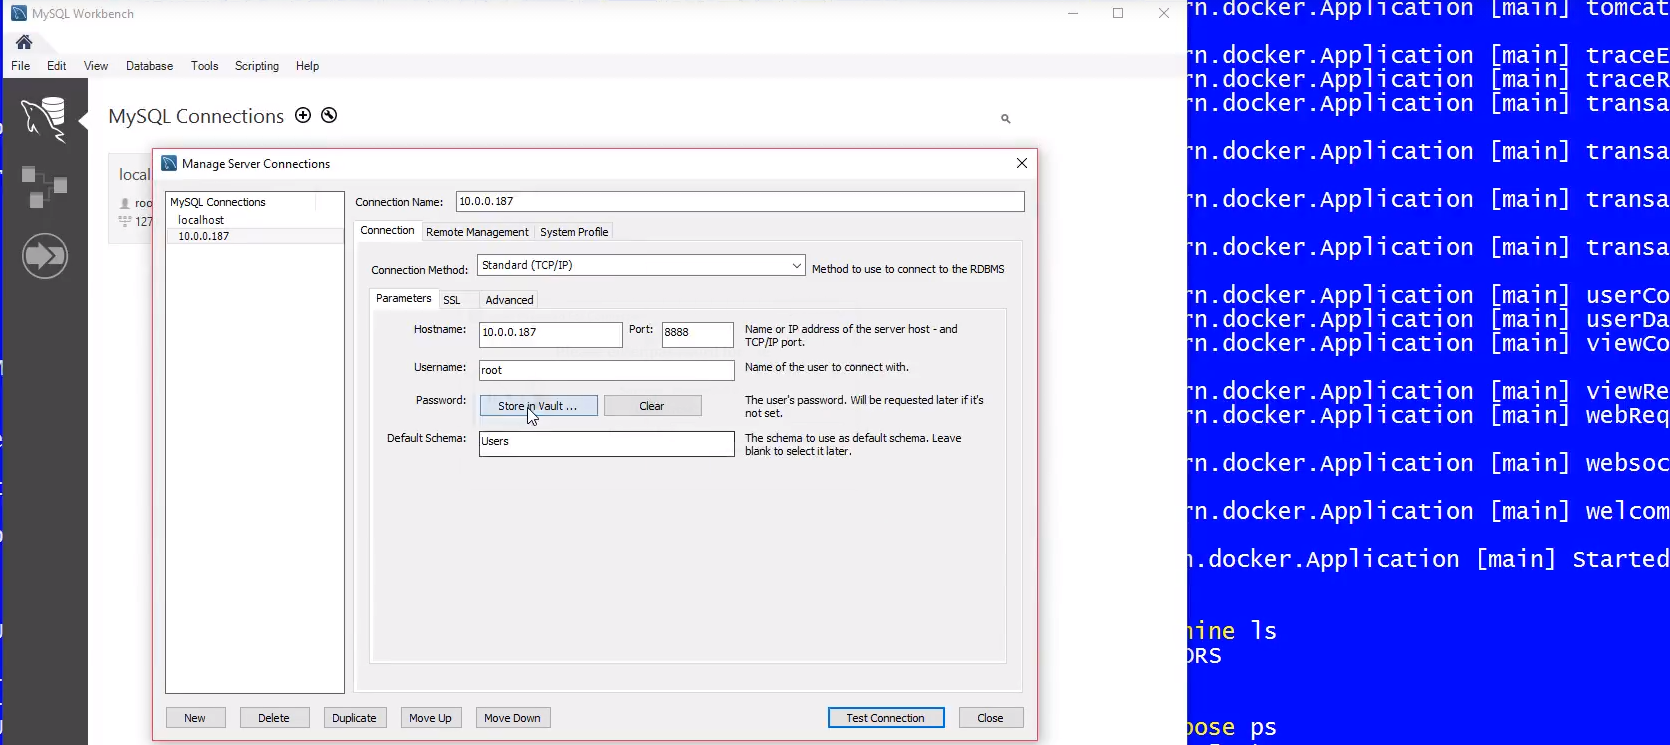 MySQL Workbench
File Edit View Database Tools Scripting Help
MySQL Connections
local
roo
127
Manage Server Connections
MySQL Connections
localhost
10.0.0.187
Connection Name: 10.0.0.187
Connection Remote Management System Profile
Connection Method: Standard (TCP/IP) Method to use to connect to the RDBMS
Parameters SSL Advanced
Hostname: 10.0.0.187 Port: 8888 Name or IP address of the server host - and
TCP/IP port.
Username: root Name of the user to connect with.
Password: Store in Vault ... Clear The user's password. Will be requested later if it's
not set.
Default Schema: Users The schema to use as default schema. Leave
blank to select it later.
New Delete Duplicate Move Up Move Down Test Connection Close
rn.docker.Application [main] tomcat
rn.docker.Application [main] traceE
rn.docker.Application [main] traceR
rn.docker.Application [main] transa
rn.docker.Application [main] transa
rn.docker.Application [main] transa
rn.docker.Application [main] transa
rn.docker.Application [main] userCo
rn.docker.Application [main] userDa
rn.docker.Application [main] viewCo
rn.docker.Application [main] viewRe
rn.docker.Application [main] webReq
rn.docker.Application [main] websoc
rn.docker.Application [main] welcom
n.docker.Application [main] Started
hine ls
ORS
pose ps